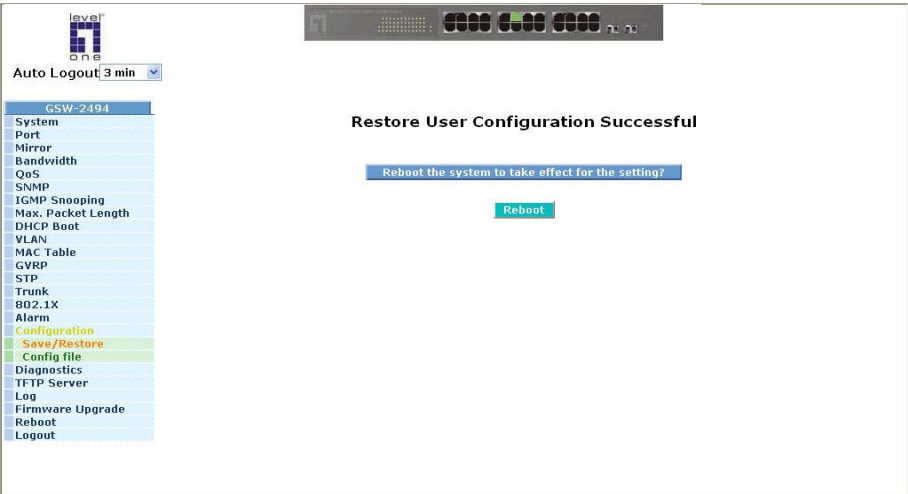 level
one
Auto Logout 3 min
GSW-2494
System
Port
Mirror
Bandwidth
QoS
SNMP
IGMP Snooping
Max. Packet Length
DHCP Boot
VLAN
MAC Table
GVRP
STP
Trunk
802.1X
Alarm
Configuration
Save/Restore
Config file
Diagnostics
TFTP Server
Log
Firmware Upgrade
Reboot
Logout
Restore User Configuration Successful
Reboot the system to take effect for the setting?
Reboot